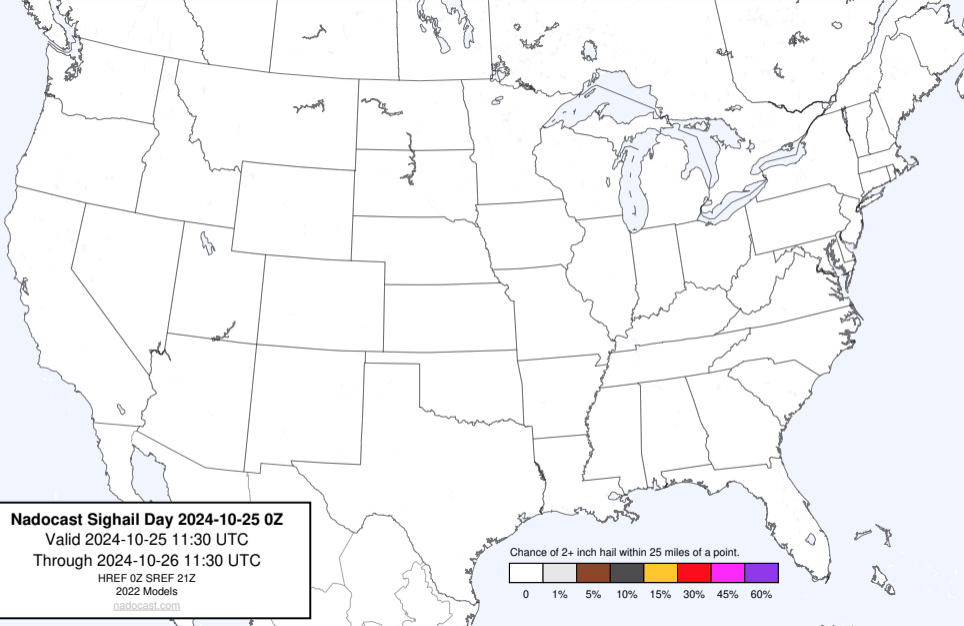 Nadocast Sighail Day 2024-10-25 0Z
Valid 2024-10-25 11:30 UTC
Through 2024-10-26 11:30 UTC
HREF 0Z SREF 21Z
2022 Models
nadocast.com
Chance of 2+ inch hail within 25 miles of a point.
0 1% 5% 10% 15% 30% 45% 60%